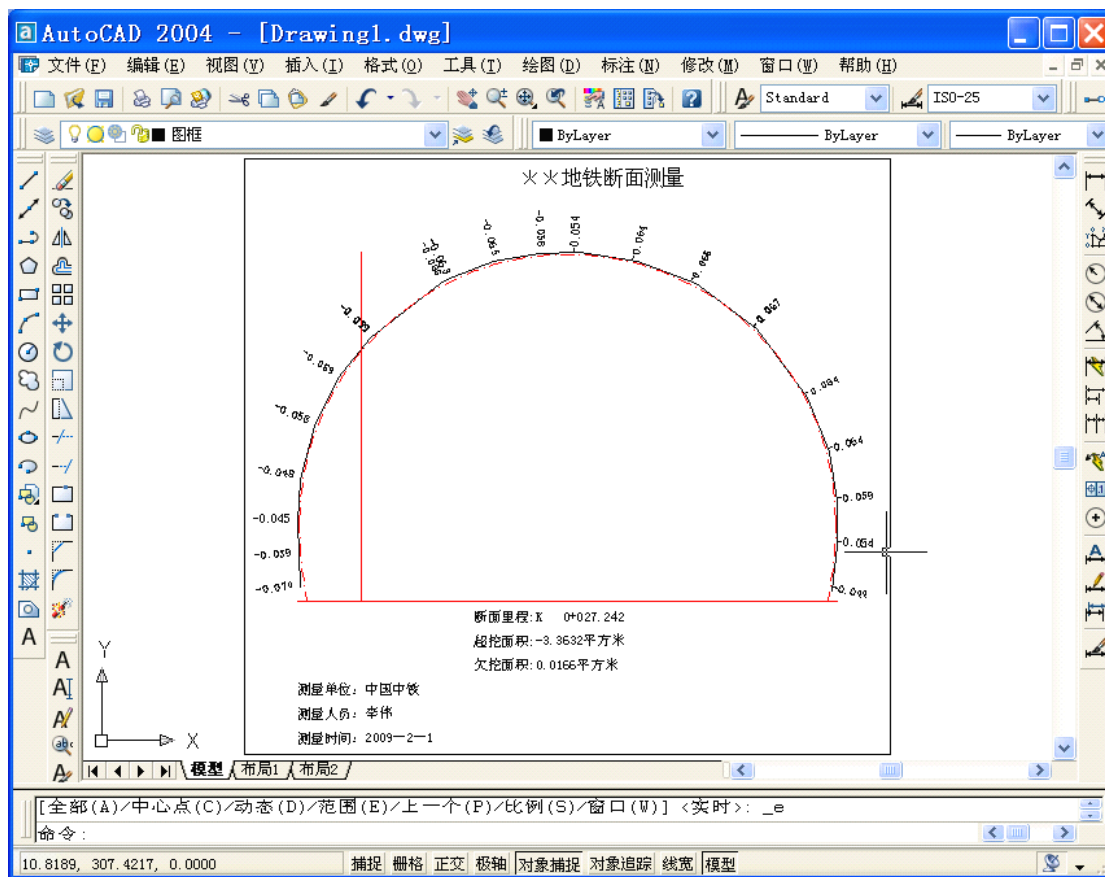 AutoCAD 2004 - [Drawing1.dwg]
文件(F) 编辑(E) 视图(V) 插入(I) 格式(O) 工具(T) 绘图(D) 标注(N) 修改(M) 窗口(W) 帮助(H)
Standard ISO-25
图框 ByLayer ByLayer ByLayer
××地铁断面测量
-0.065
-0.058
-0.054
-0.064
-0.066
-0.063
-0.067
-0.069
-0.084
-0.058
-0.064
-0.048
-0.059
-0.045
-0.054
-0.039
-0.070
-0.099
断面里程:K 0+027.242
超挖面积:-3.3632平方米
欠挖面积:0.0166平方米
测量单位: 中国中铁
测量人员: 李伟
测量时间: 2009-2-1
Y
X
模型 布局1 布局2
[全部(A)/中心点(C)/动态(D)/范围(E)/上一个(P)/比例(S)/窗口(W)] <实时>: _e
命令:
10.8189, 307.4217, 0.0000 捕捉 栅格 正交 极轴 对象捕捉 对象追踪 线宽 模型